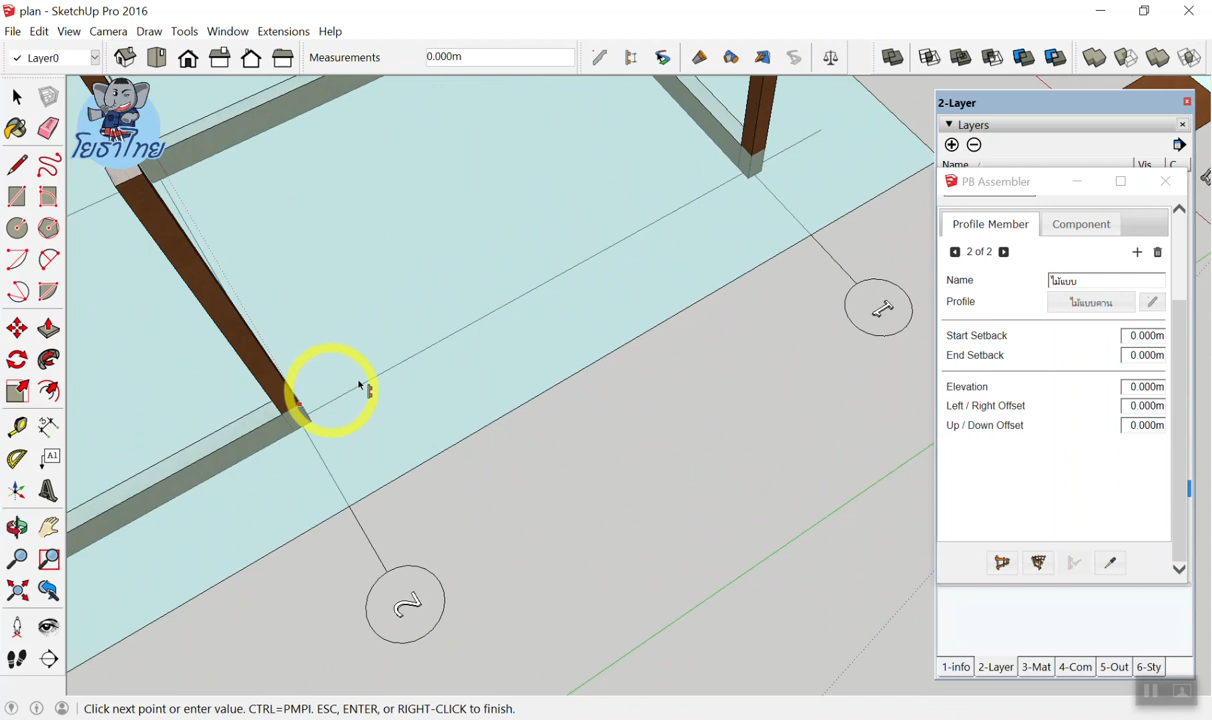 plan - SketchUp Pro 2016
File Edit View Camera Draw Tools Window Extensions Help
Layer0 Measurements 0.000m
2-Layer
Layers
Name Vis C
โยธาไทย
PB Assembler
Profile Member Component
2 of 2
Name ไม้แบบ
Profile ไม้แบบคาน
Start Setback 0.000m
End Setback 0.000m
Elevation 0.000m
Left / Right Offset 0.000m
Up / Down Offset 0.000m
1
A1
2
1-info 2-Layer 3-Mat 4-Com 5-Out 6-Sty
Click next point or enter value. CTRL=PMPI. ESC, ENTER, or RIGHT-CLICK to finish.